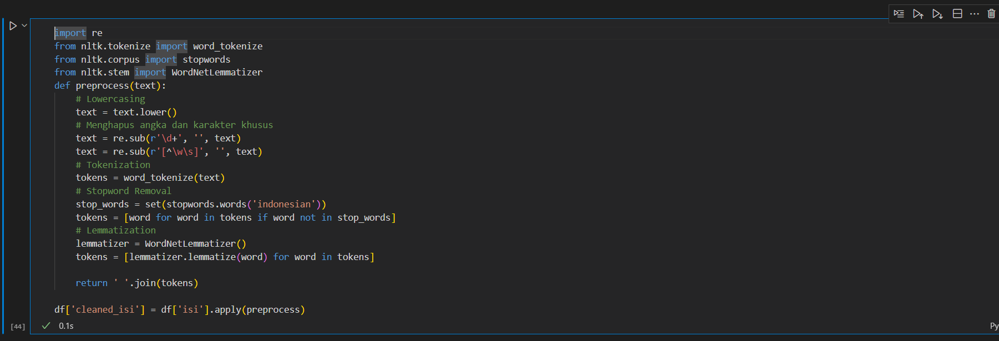 import re
from nltk.tokenize import word_tokenize
from nltk.corpus import stopwords
from nltk.stem import WordNetLemmatizer
def preprocess(text):
    # Lowercasing
    text = text.lower()
    # Menghapus angka dan karakter khusus
    text = re.sub(r'\d+', '', text)
    text = re.sub(r'[^\w\s]', '', text)
    # Tokenization
    tokens = word_tokenize(text)
    # Stopword Removal
    stop_words = set(stopwords.words('indonesian'))
    tokens = [word for word in tokens if word not in stop_words]
    # Lemmatization
    lemmatizer = WordNetLemmatizer()
    tokens = [lemmatizer.lemmatize(word) for word in tokens]
    return ' '.join(tokens)
df['cleaned_isi'] = df['isi'].apply(preprocess)
[44] 0.1s Py